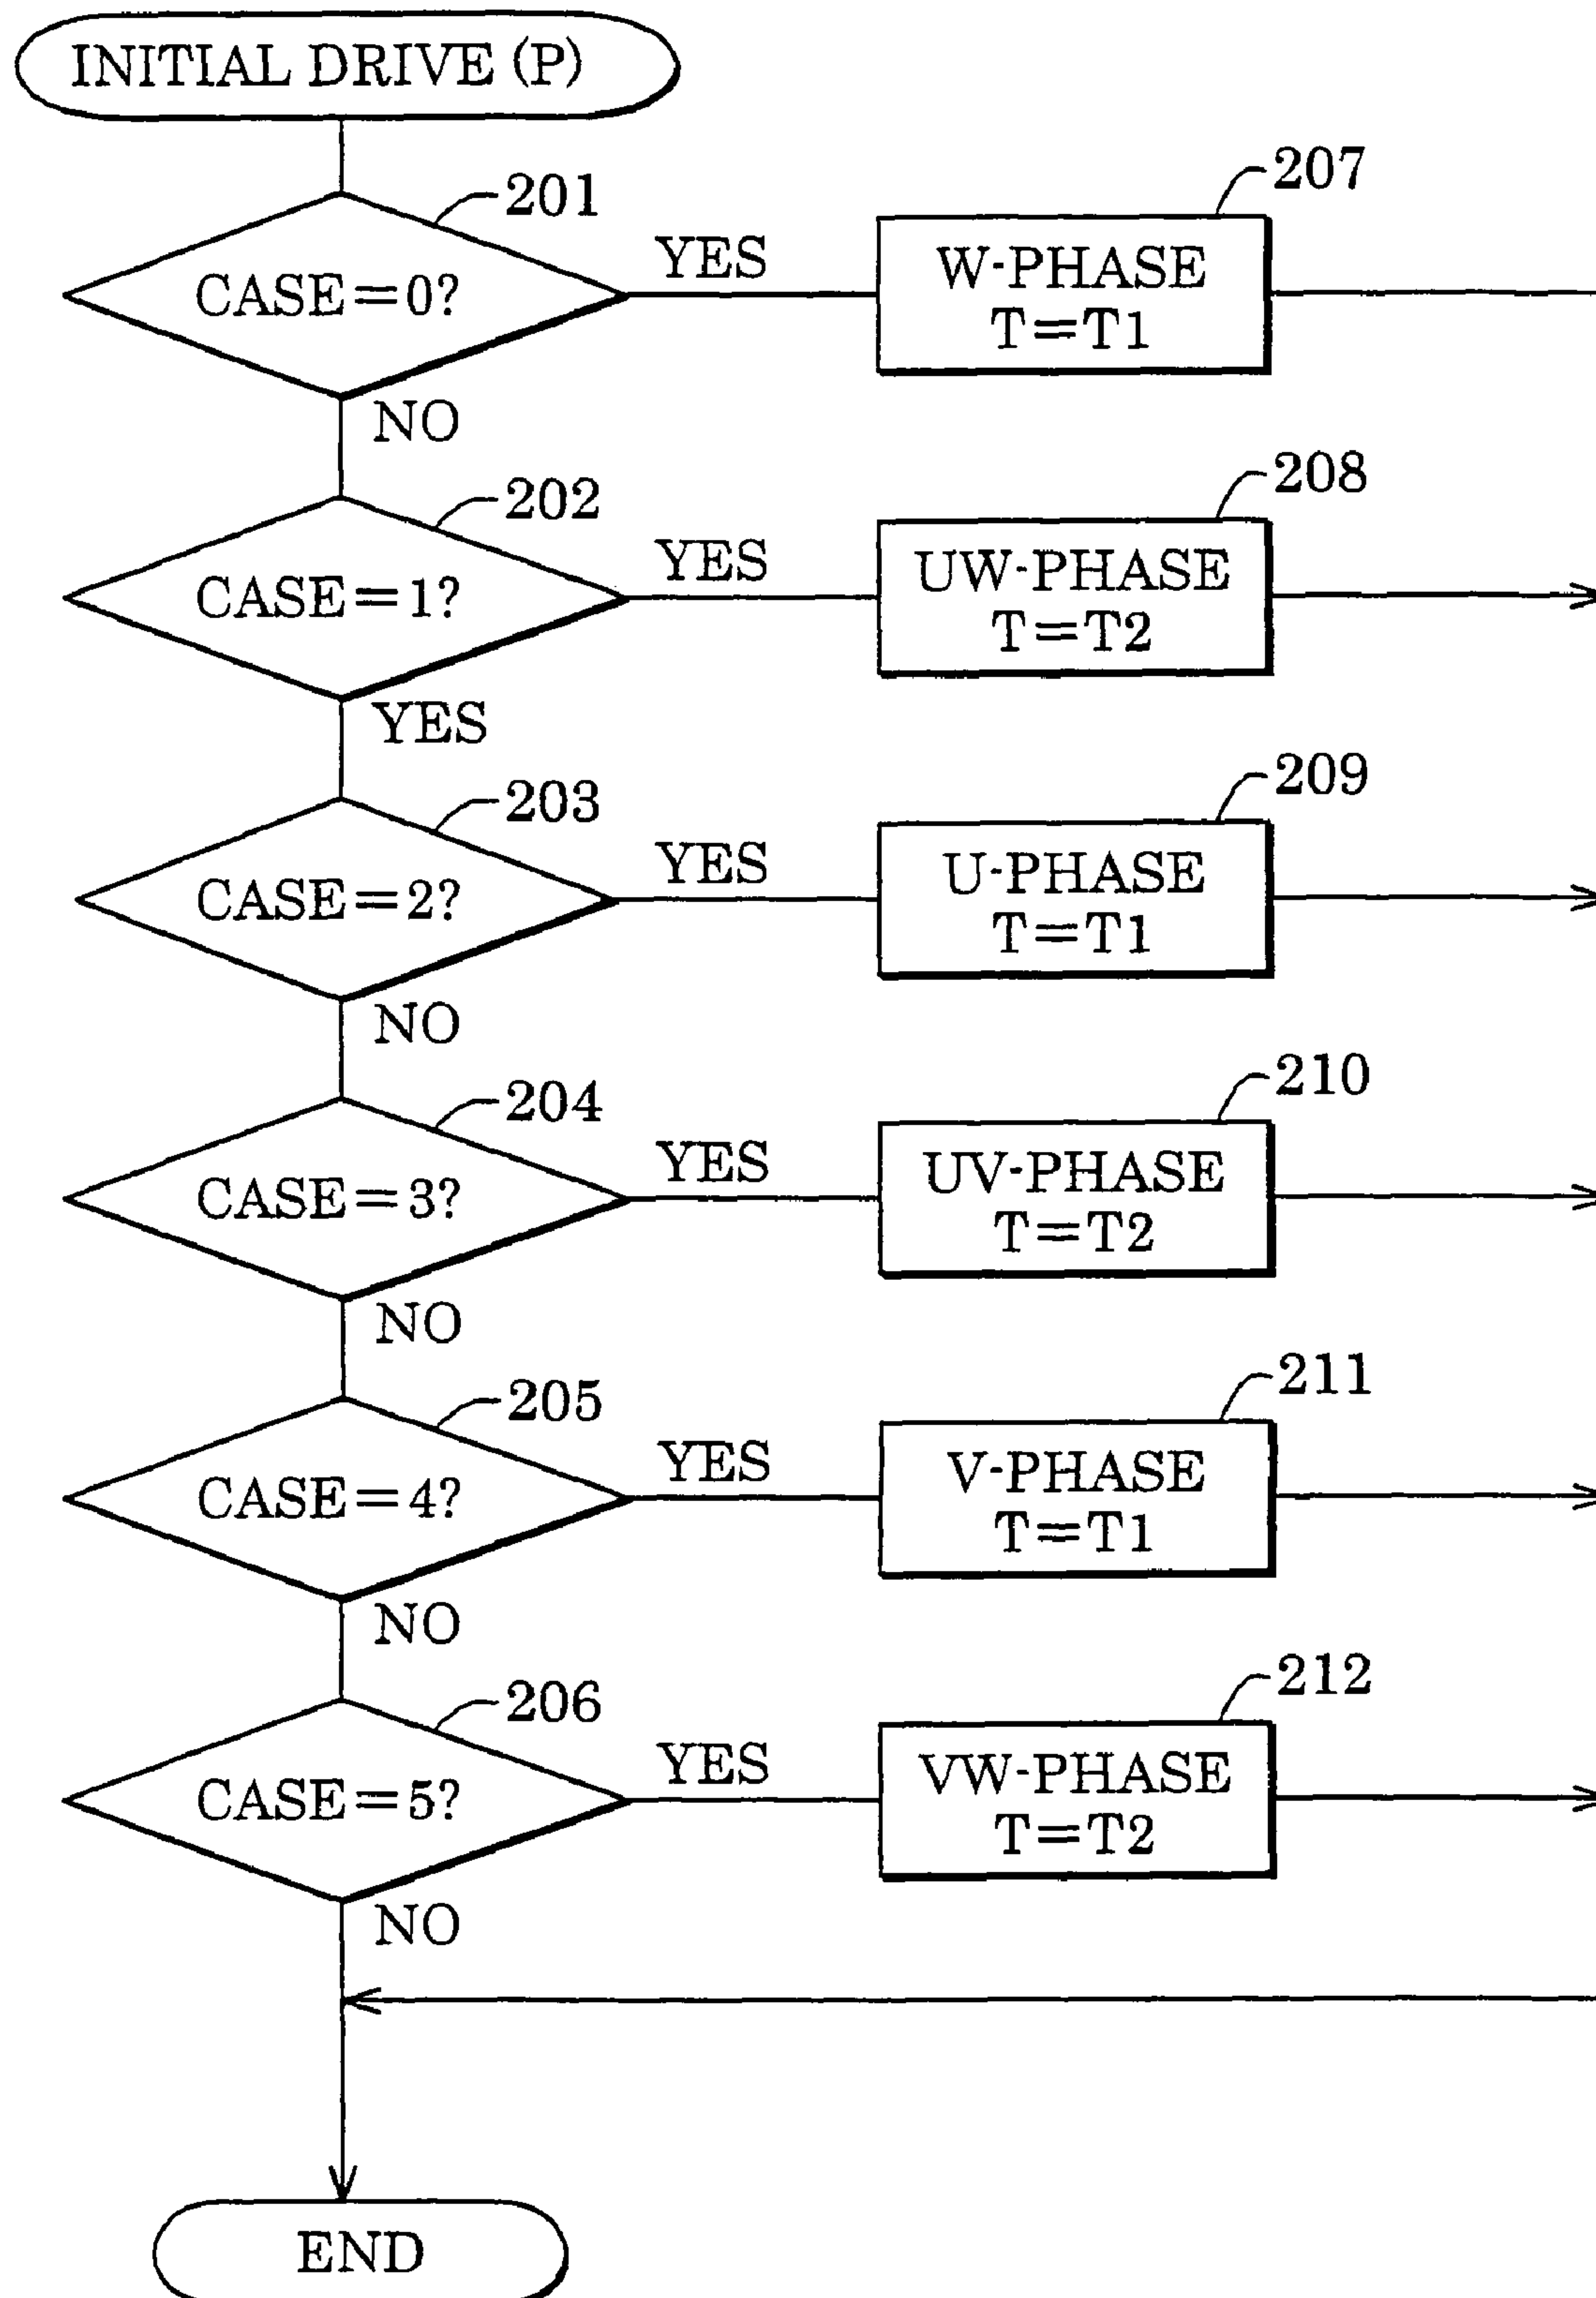 INITIAL DRIVE (P)
201
CASE=0?
YES
207
W-PHASE
T=T1
NO
202
CASE=1?
YES
208
UW-PHASE
T=T2
YES
203
CASE=2?
YES
209
U-PHASE
T=T1
NO
204
CASE=3?
YES
210
UV-PHASE
T=T2
NO
205
CASE=4?
YES
211
V-PHASE
T=T1
NO
206
CASE=5?
YES
212
VW-PHASE
T=T2
NO
END